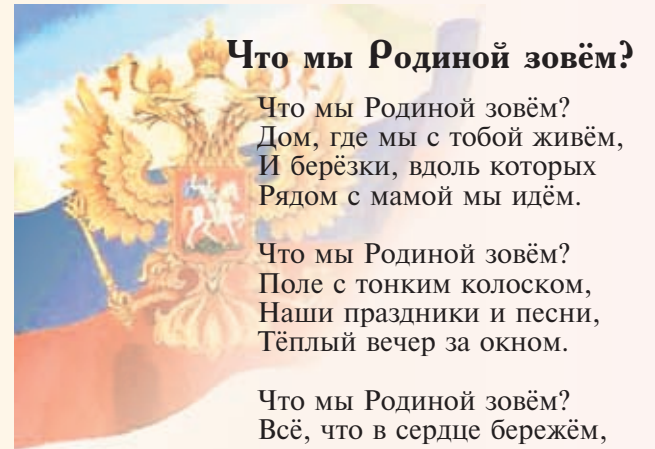 Что мы Родиной зовём?
Что мы Родиной зовём?
Дом, где мы с тобой живём,
И берёзки, вдоль которых
Рядом с мамой мы идём.
Что мы Родиной зовём?
Поле с тонким колоском,
Наши праздники и песни,
Тёплый вечер за окном.
Что мы Родиной зовём?
Всё, что в сердце бережём,